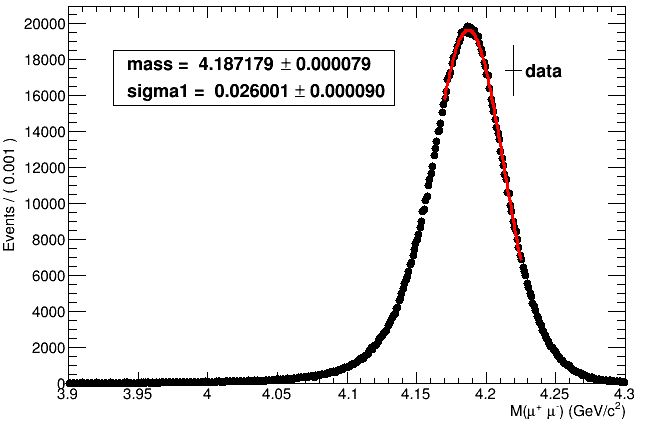 20000
18000
16000
14000
12000
10000
8000
6000
4000
2000
0
Events / ( 0.001 )
mass = 4.187179 ± 0.000079
sigma1 = 0.026001 ± 0.000090
data
3.9 3.95 4 4.05 4.1 4.15 4.2 4.25 4.3
M(μ⁺ μ⁻) (GeV/c²)